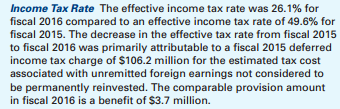 Income Tax Rate The effective income tax rate was 26.1% for
fiscal 2016 compared to an effective income tax rate of 49.6% for
fiscal 2015. The decrease in the effective tax rate from fiscal 2015
to fiscal 2016 was primarily attributable to a fiscal 2015 deferred
income tax charge of $106.2 million for the estimated tax cost
associated with unremitted foreign earnings not considered to
be permanently reinvested. The comparable provision amount
in fiscal 2016 is a benefit of $3.7 million.